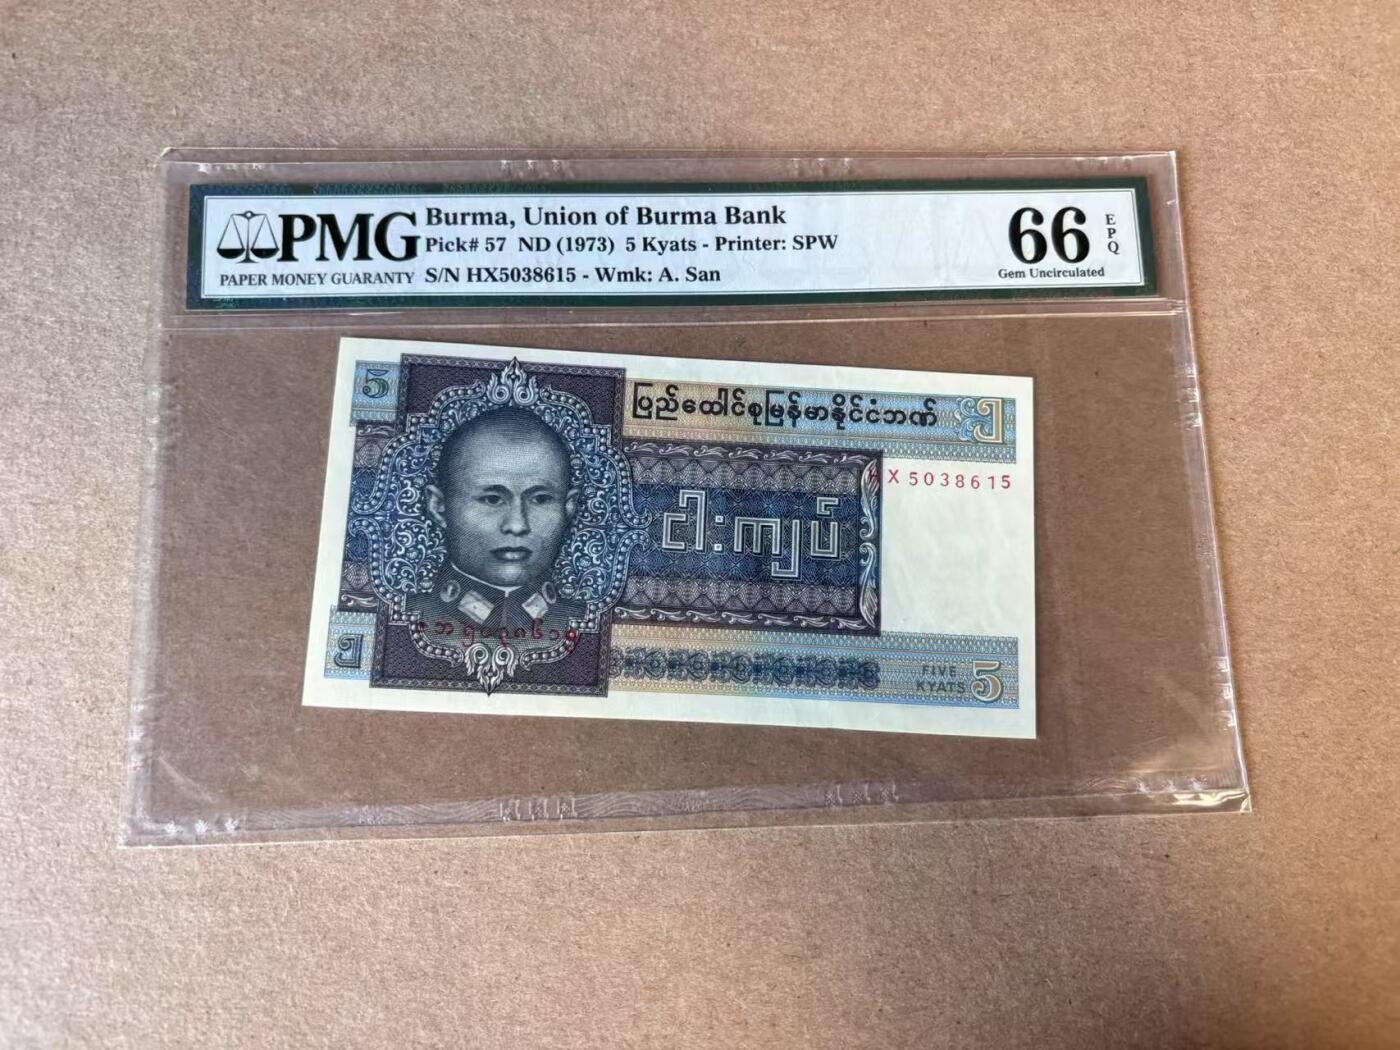 PMG
PAPER MONEY GUARANTY
Burma, Union of Burma Bank
Pick# 57 ND (1973) 5 Kyats - Printer: SPW
S/N HX5038615 - Wmk: A. San
66
EPQ
Gem Uncirculated
5
ပြည်ထောင်စုမြန်မာနိုင်ငံဘဏ်
၅
HX 5038615
ငါးကျပ်
၅
FIVE
KYATS
5